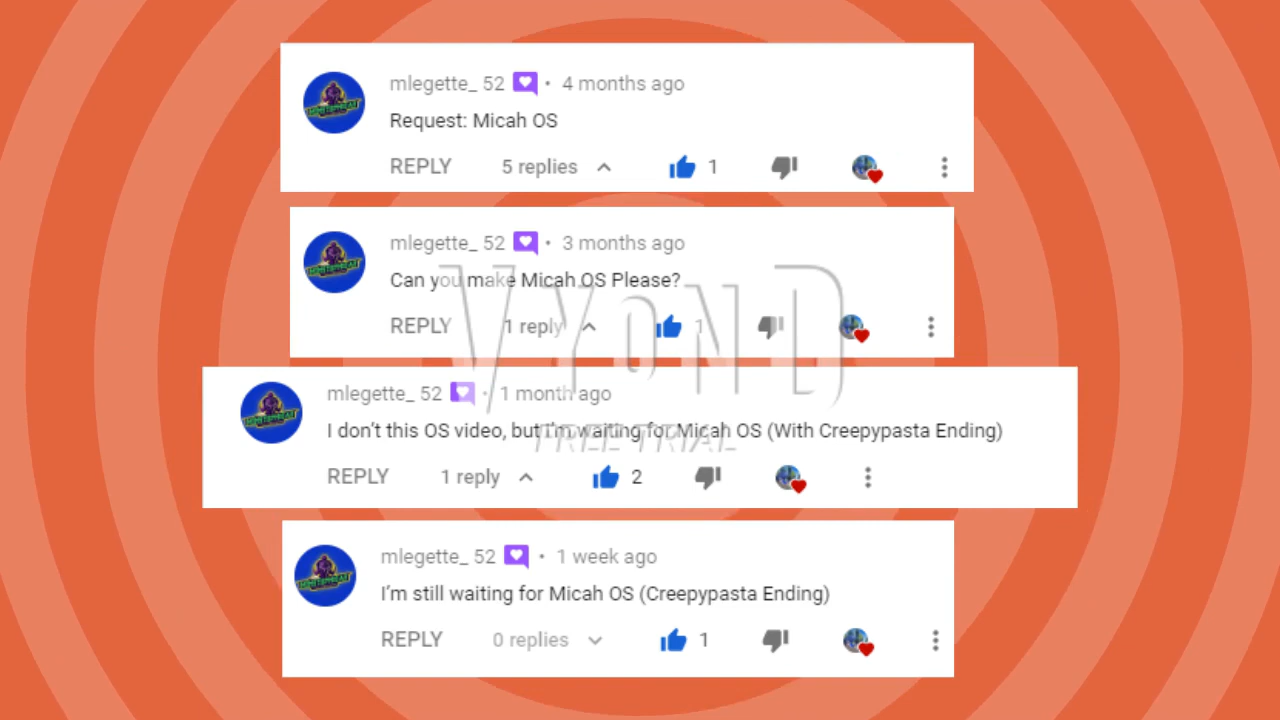 mlegette_ 52 • 4 months ago
Request: Micah OS
REPLY 5 replies 1
mlegette_ 52 • 3 months ago
Can you make Micah OS Please?
REPLY 1 reply 1
VYOND
FREE TRIAL
mlegette_ 52 • 1 month ago
I don't this OS video, but I'm waiting for Micah OS (With Creepypasta Ending)
REPLY 1 reply 2
mlegette_ 52 • 1 week ago
I'm still waiting for Micah OS (Creepypasta Ending)
REPLY 0 replies 1